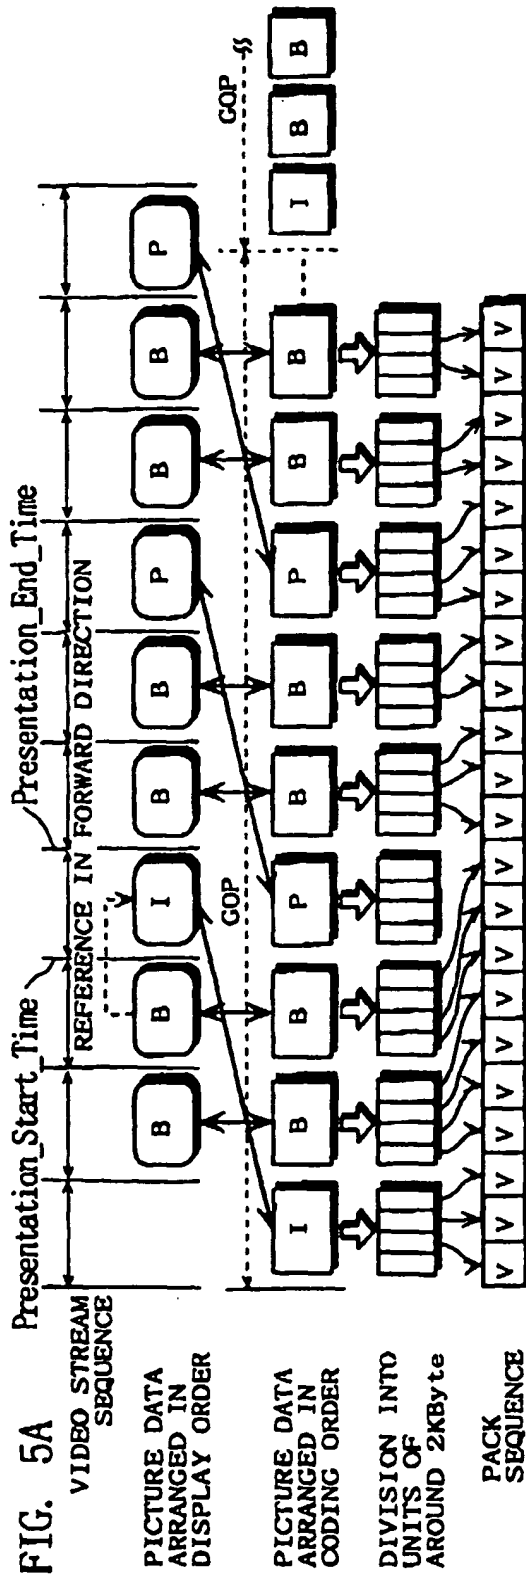 FIG. 5A
Presentation_Start_Time
Presentation_End_Time
VIDEO STREAM
SEQUENCE
REFERENCE IN FORWARD DIRECTION
PICTURE DATA
ARRANGED IN
DISPLAY ORDER
B B I B B P B B P
GOP GOP
PICTURE DATA
ARRANGED IN
CODING ORDER
I B B P B B P B B I B B
DIVISION INTO
UNITS OF
AROUND 2KByte
PACK
SEQUENCE
V V V V V V V V V V V V V V V V V V V V V V